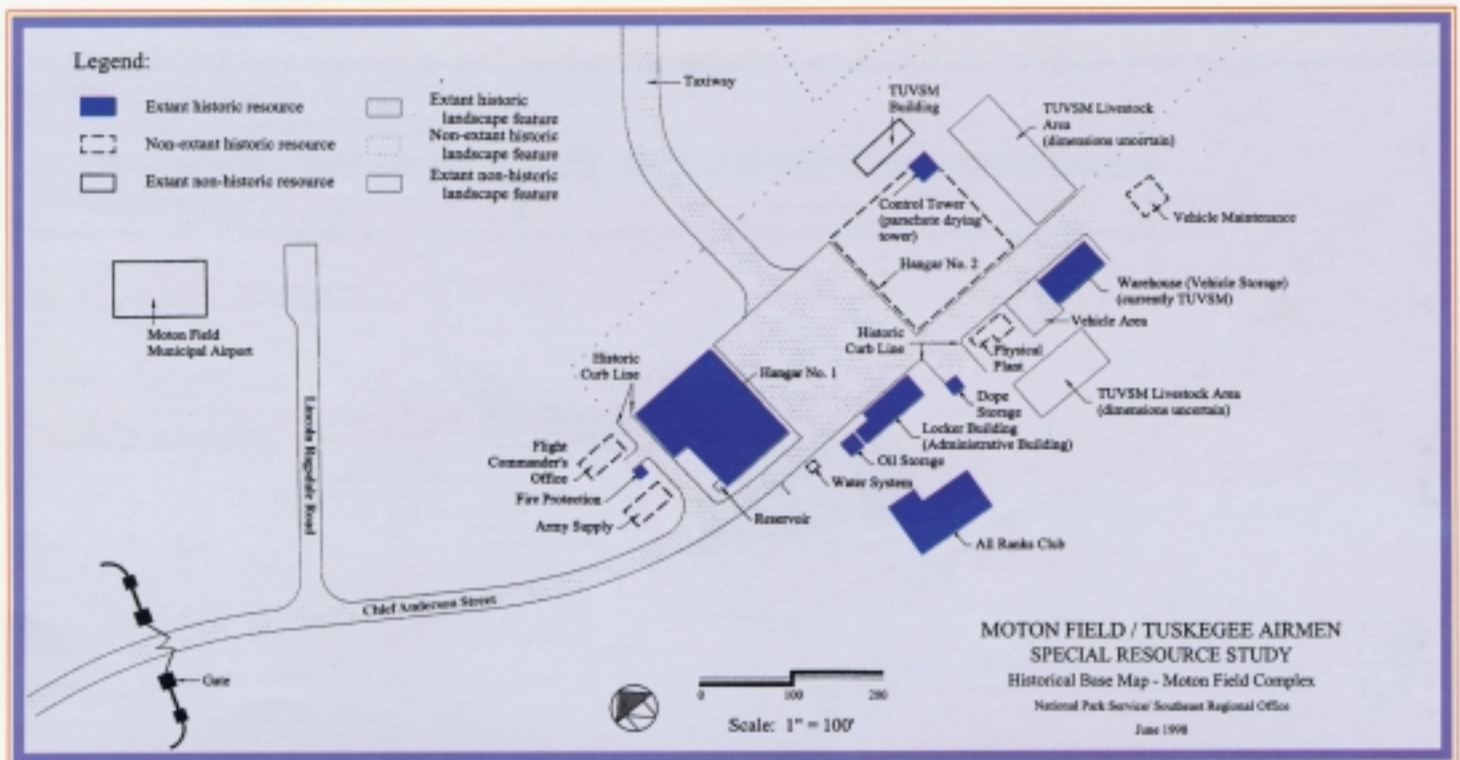 Legend:
Extant historic resource
Non-extant historic resource
Extant non-historic resource
Extant historic
landscape feature
Non-extant historic
landscape feature
Extant non-historic
landscape feature
Taxiway
TUVSM
Building
TUVSM Livestock
Area
(dimensions uncertain)
Control Tower
(parachute drying
tower)
Vehicle Maintenance
Hangar No. 2
Warehouse (Vehicle Storage)
(currently TUVSM)
Vehicle Area
Moton Field
Municipal Airport
Historic
Curb Line
Physical
Plant
Historic
Curb Line
Hangar No. 1
TUVSM Livestock Area
(dimensions uncertain)
Dope
Storage
Locker Building
(Administrative Building)
Oil Storage
Lincoln Ragsdale Road
Flight
Commander's
Office
Fire Protection
Army Supply
Water System
Reservoir
All Ranks Club
Chief Anderson Street
Gate
0 100 200
Scale: 1" = 100'
MOTON FIELD / TUSKEGEE AIRMEN
SPECIAL RESOURCE STUDY
Historical Base Map - Moton Field Complex
National Park Service/ Southeast Regional Office
June 1998